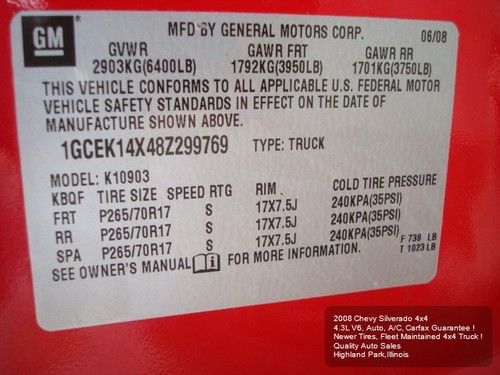 GM
MFD BY GENERAL MOTORS CORP. 06/08
GVWR GAWR FRT GAWR RR
2903KG(6400LB) 1792KG(3950LB) 1701KG(3750LB)
THIS VEHICLE CONFORMS TO ALL APPLICABLE U.S. FEDERAL MOTOR
VEHICLE SAFETY STANDARDS IN EFFECT ON THE DATE OF
MANUFACTURE SHOWN ABOVE.
1GCEK14X48Z299769 TYPE: TRUCK
MODEL: K10903
KBQF TIRE SIZE SPEED RTG RIM COLD TIRE PRESSURE
FRT P265/70R17 S 17X7.5J 240KPA(35PSI)
RR P265/70R17 S 17X7.5J 240KPA(35PSI)
SPA P265/70R17 S 17X7.5J 240KPA(35PSI) F 738 LB
SEE OWNER'S MANUAL i FOR MORE INFORMATION. T 1023 LB
2008 Chevy Silverado 4x4
4.3L V6, Auto, A/C, Carfax Guarantee !
Newer Tires, Fleet Maintained 4x4 Truck !
Quality Auto Sales
Highland Park,Illinois